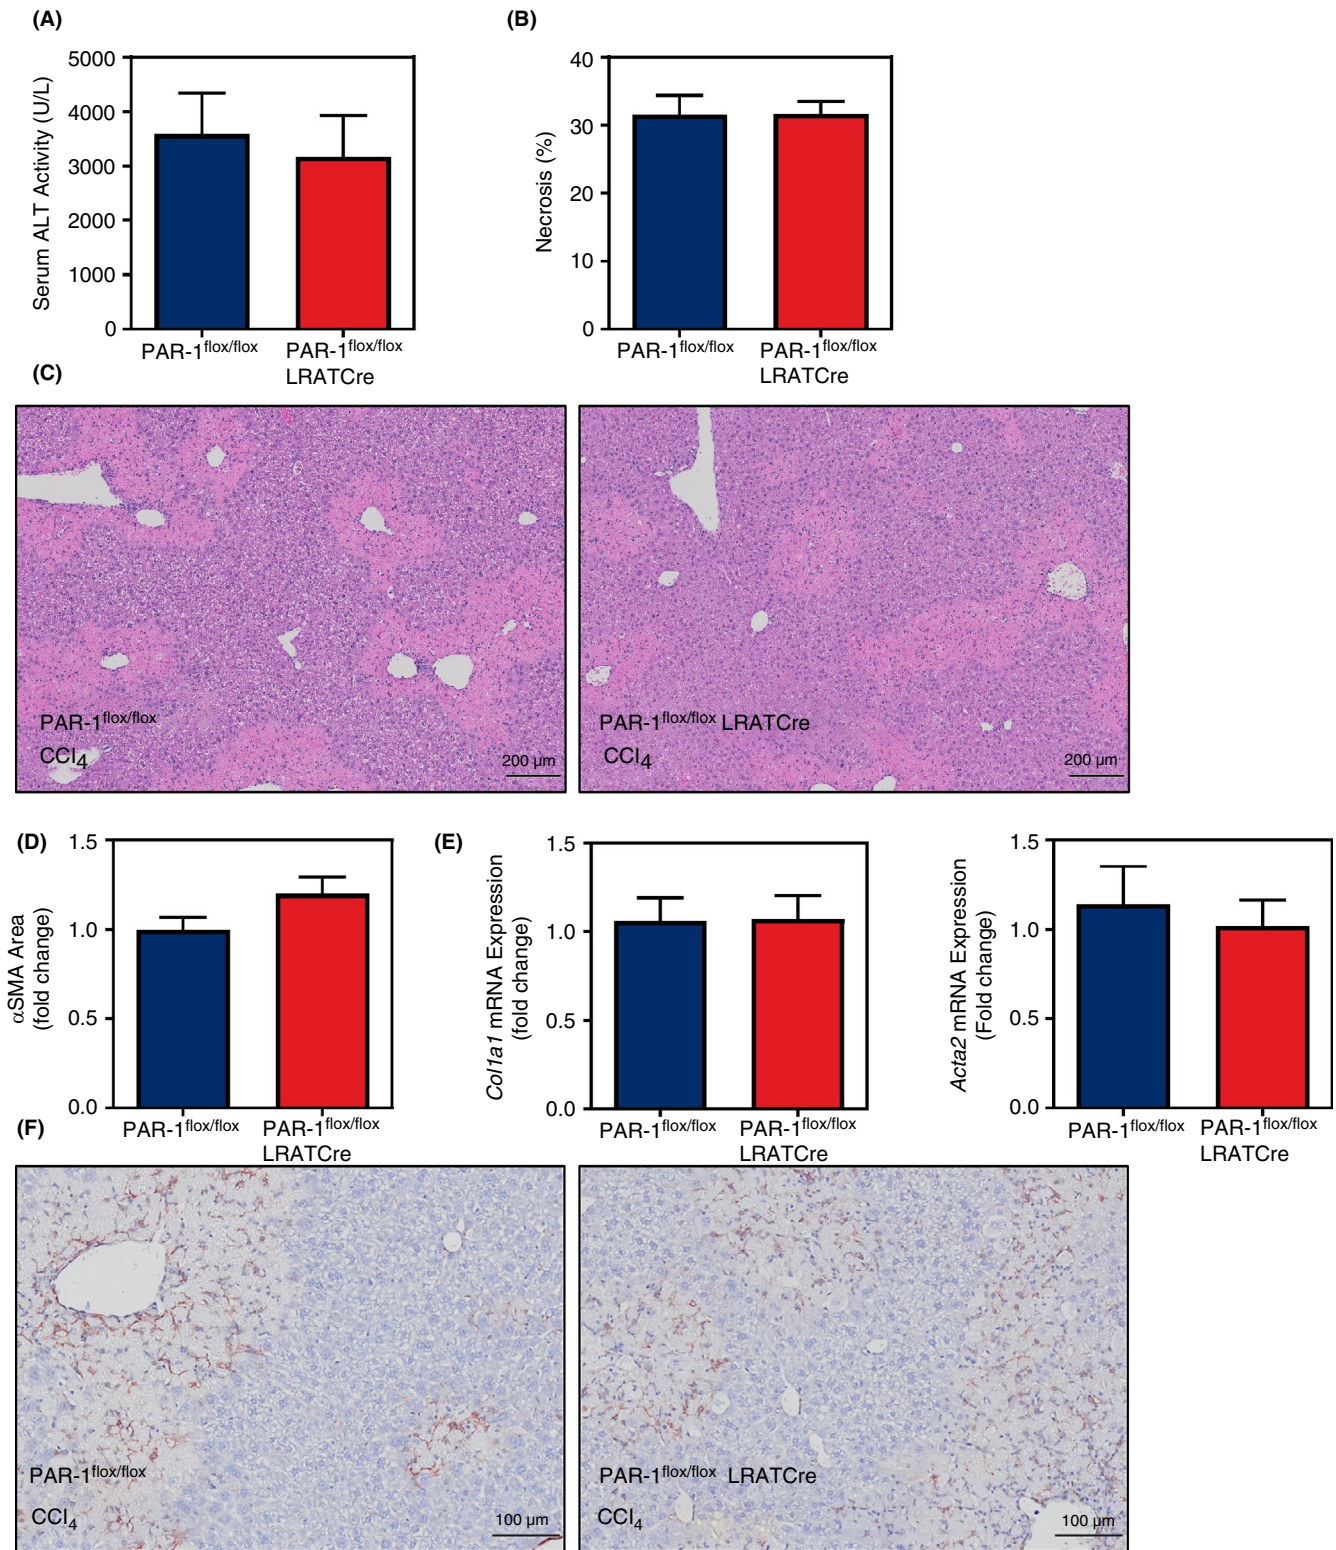 (A)
5000
4000
3000
2000
1000
0
Serum ALT Activity (U/L)
PAR-1flox/flox
PAR-1flox/flox
LRATCre
(B)
40
30
20
10
0
Necrosis (%)
PAR-1flox/flox
PAR-1flox/flox
LRATCre
(C)
PAR-1flox/flox
CCl4
200 µm
PAR-1flox/flox LRATCre
CCl4
200 µm
(D)
1.5
1.0
0.5
0.0
αSMA Area
(fold change)
PAR-1flox/flox
PAR-1flox/flox
LRATCre
(E)
1.5
1.0
0.5
0.0
Col1a1 mRNA Expression
(fold change)
PAR-1flox/flox
PAR-1flox/flox
LRATCre
1.5
1.0
0.5
0.0
Acta2 mRNA Expression
(Fold change)
PAR-1flox/flox
PAR-1flox/flox
LRATCre
(F)
PAR-1flox/flox
CCl4
100 µm
PAR-1flox/flox LRATCre
CCl4
100 µm